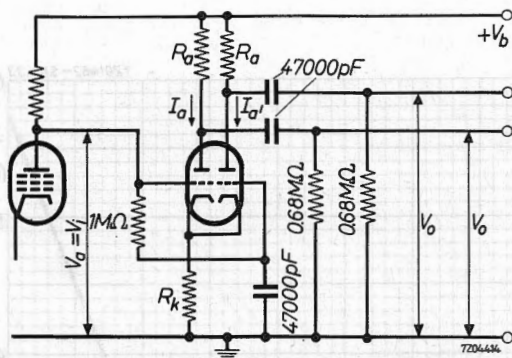 +V_b
R_a
R_a
47000pF
I_a
I_a'
V_a = V_i
1MΩ
0.68MΩ
0.68MΩ
V_o
V_o
R_k
47000pF
7Z04434